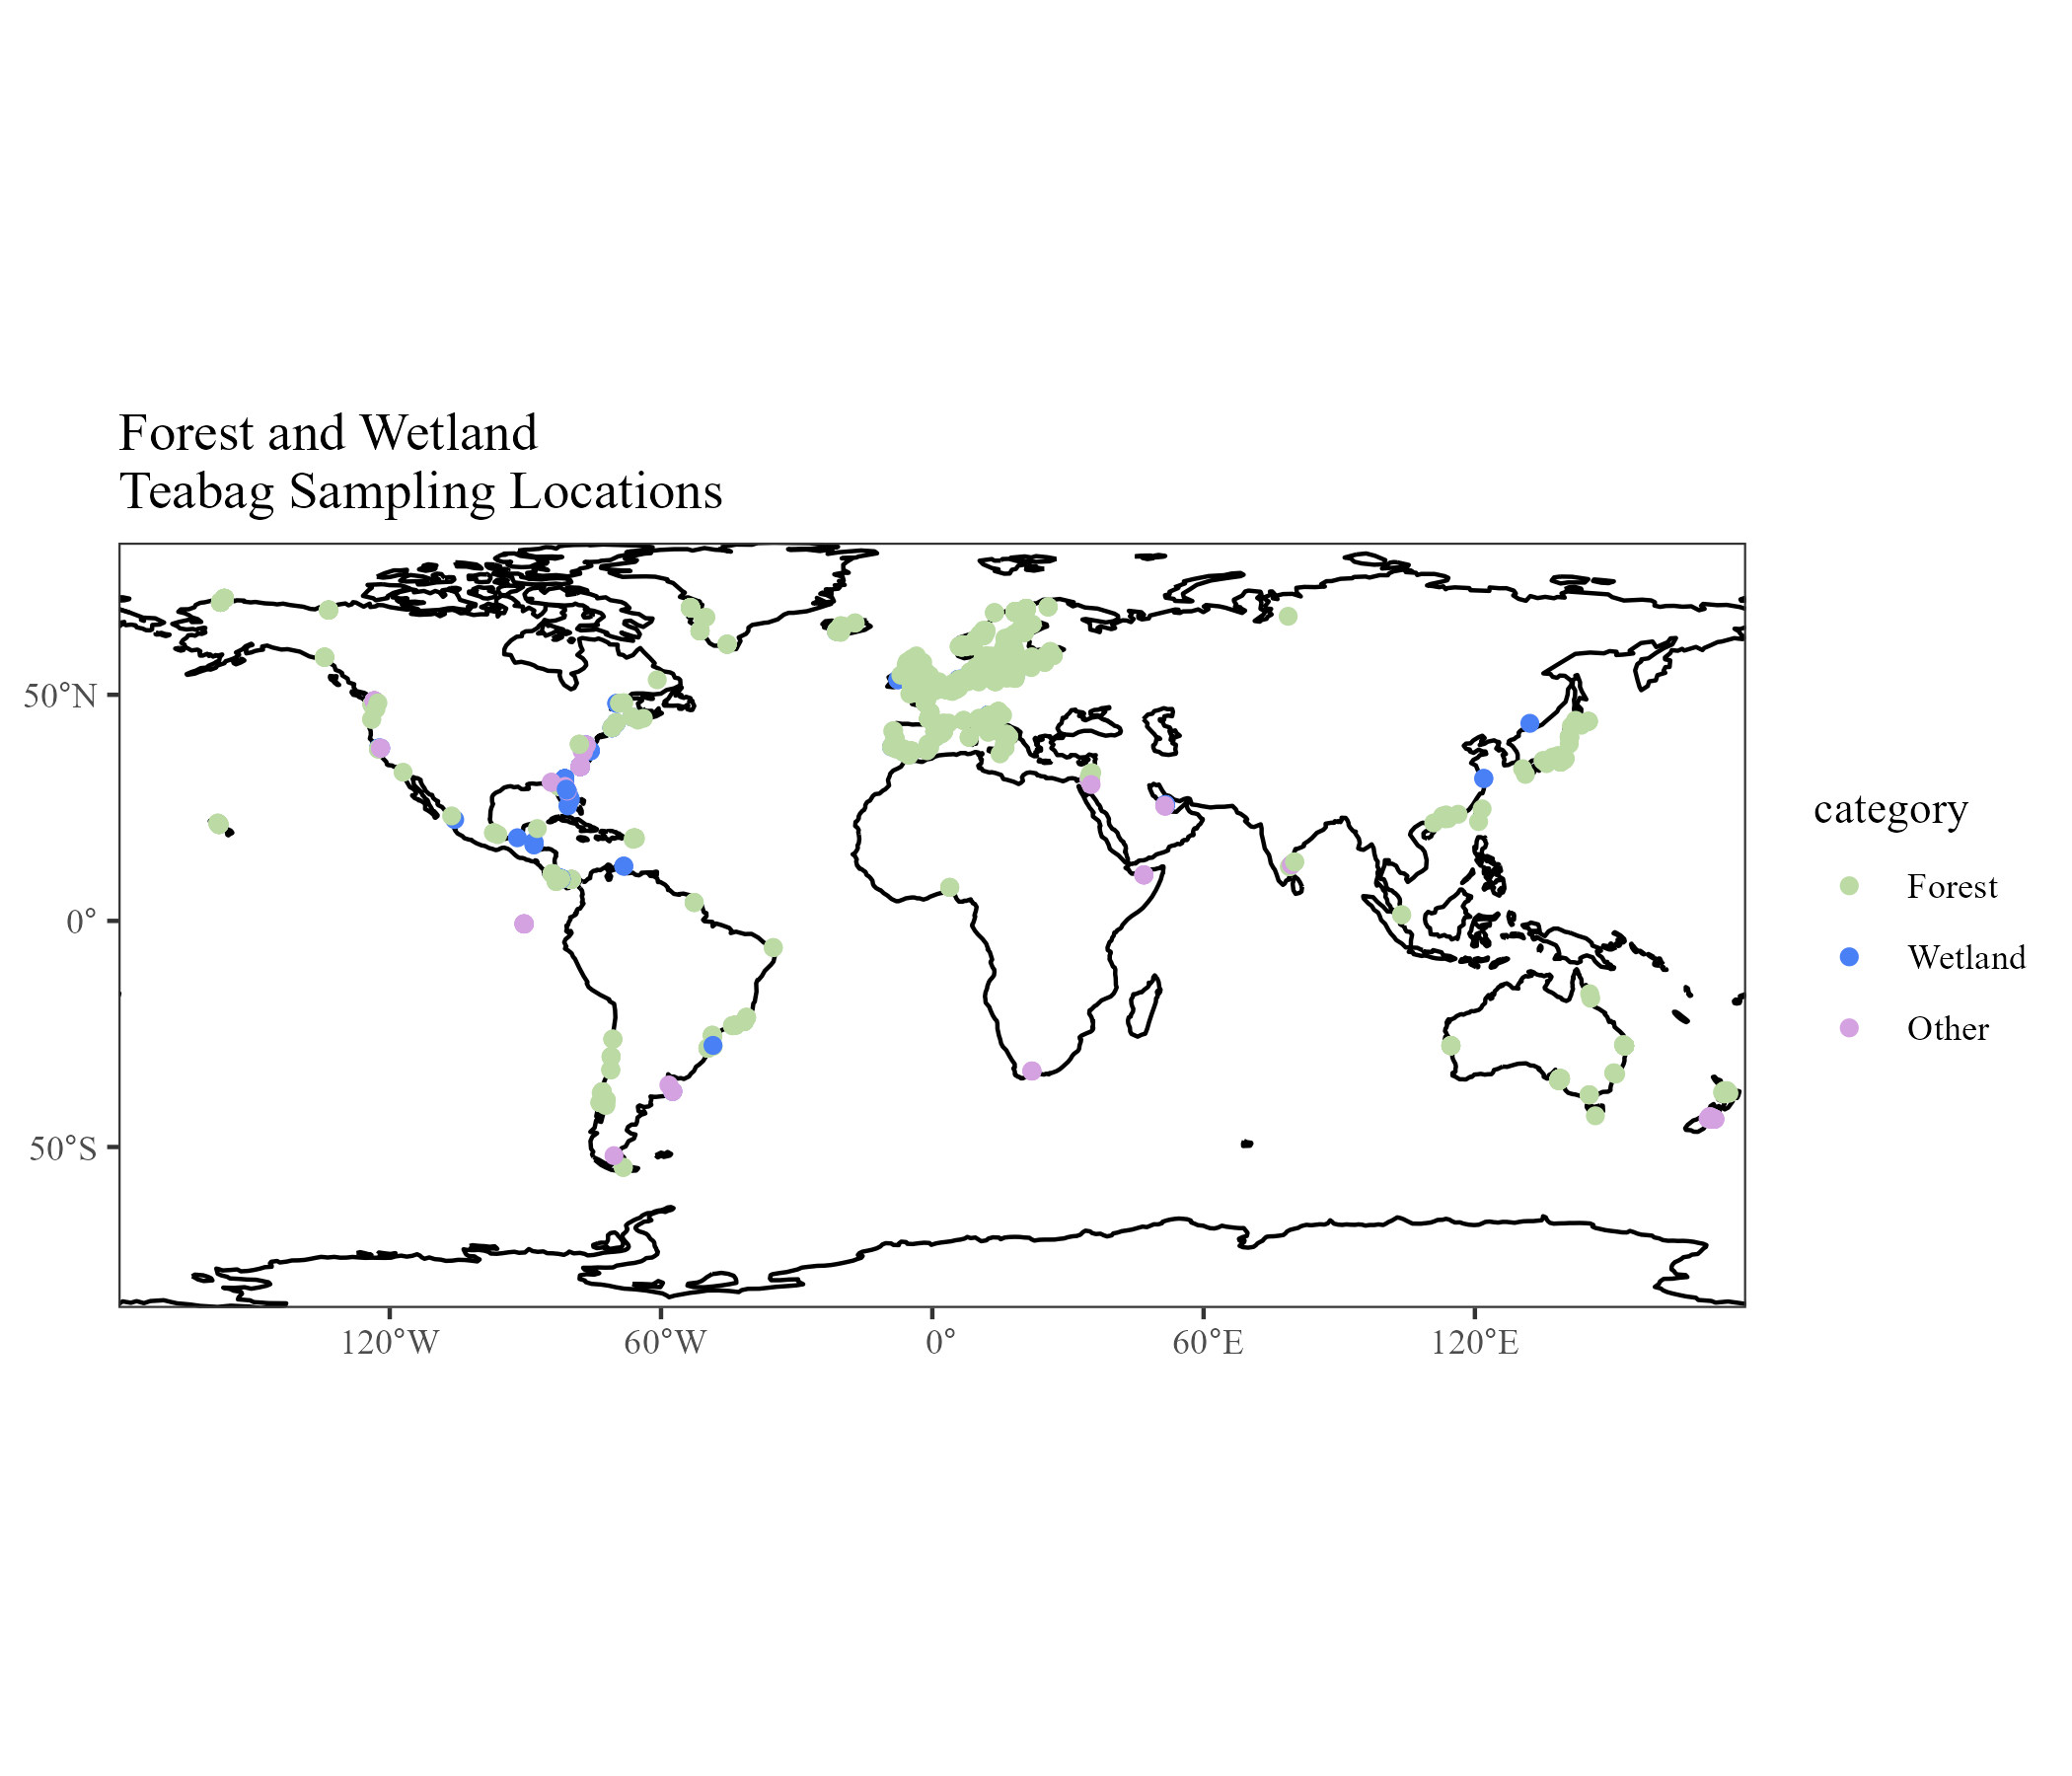 Forest and Wetland
Teabag Sampling Locations
50°N
0°
50°S
120°W
60°W
0°
60°E
120°E
category
Forest
Wetland
Other